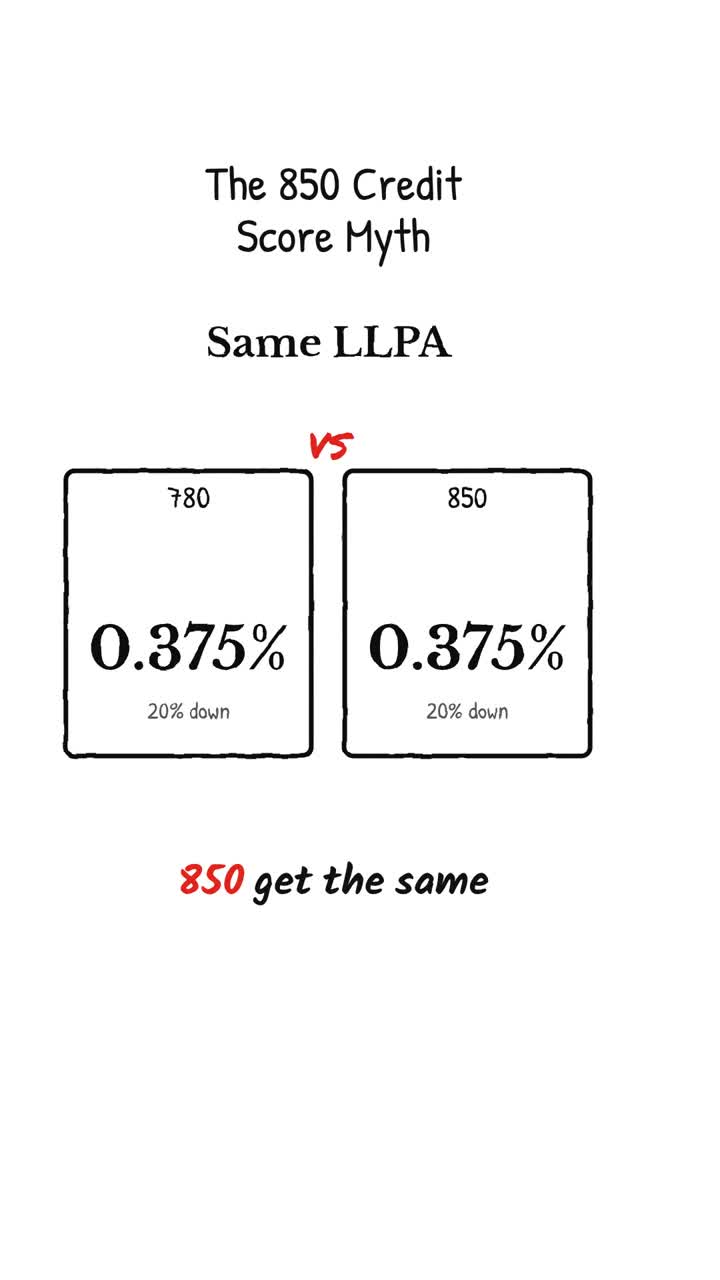 The 850 Credit
Score Myth
Same LLPA
vs
780
0.375%
20% down
850
0.375%
20% down
850 get the same